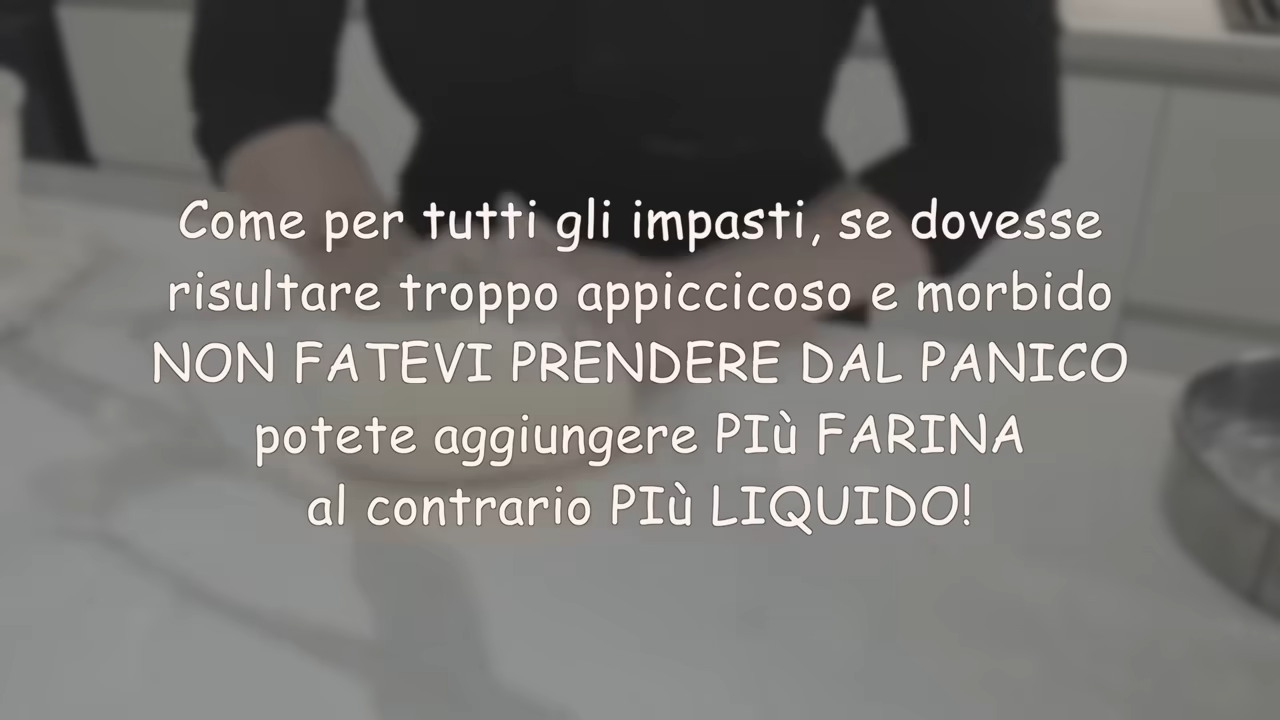 Come per tutti gli impasti, se dovesse
risultare troppo appiccicoso e morbido
NON FATEVI PRENDERE DAL PANICO
potete aggiungere PIù FARINA
al contrario PIù LIQUIDO!